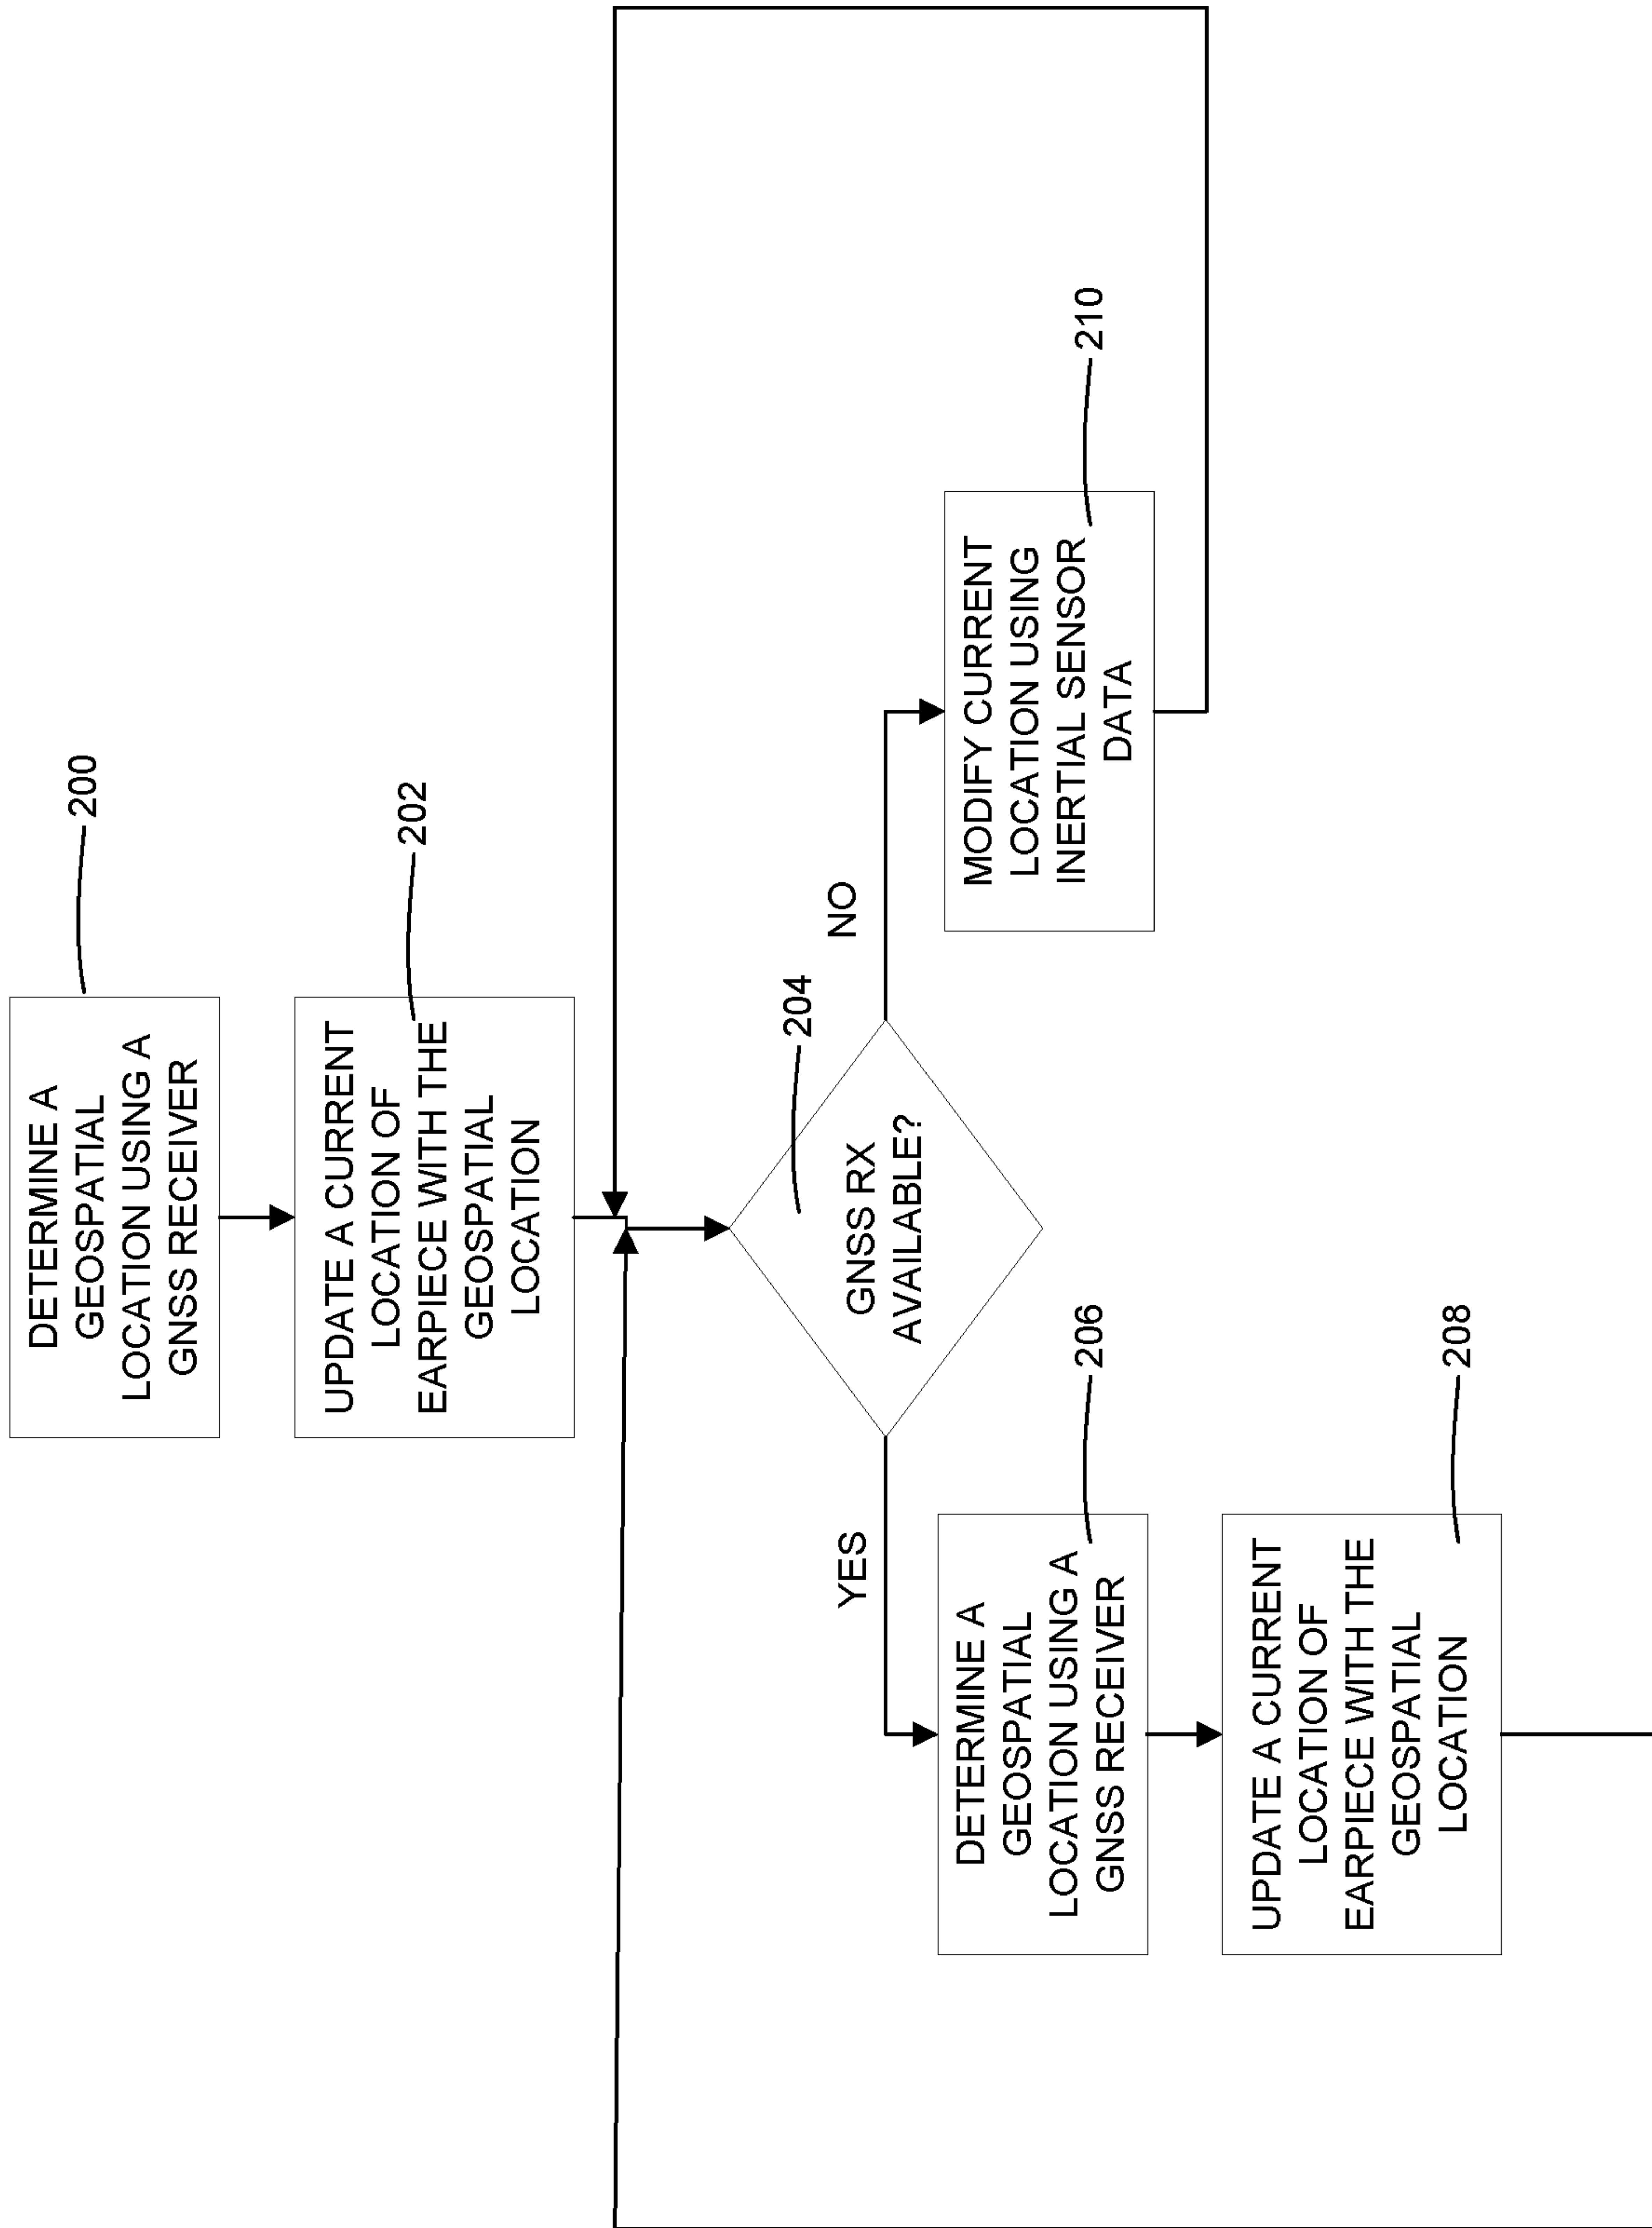 DETERMINE A
GEOSPATIAL
LOCATION USING A
GNSS RECEIVER
200
UPDATE A CURRENT
LOCATION OF
EARPIECE WITH THE
GEOSPATIAL
LOCATION
202
204
GNSS RX
AVAILABLE?
YES
NO
DETERMINE A
GEOSPATIAL
LOCATION USING A
GNSS RECEIVER
206
MODIFY CURRENT
LOCATION USING
INERTIAL SENSOR
DATA
210
UPDATE A CURRENT
LOCATION OF
EARPIECE WITH THE
GEOSPATIAL
LOCATION
208